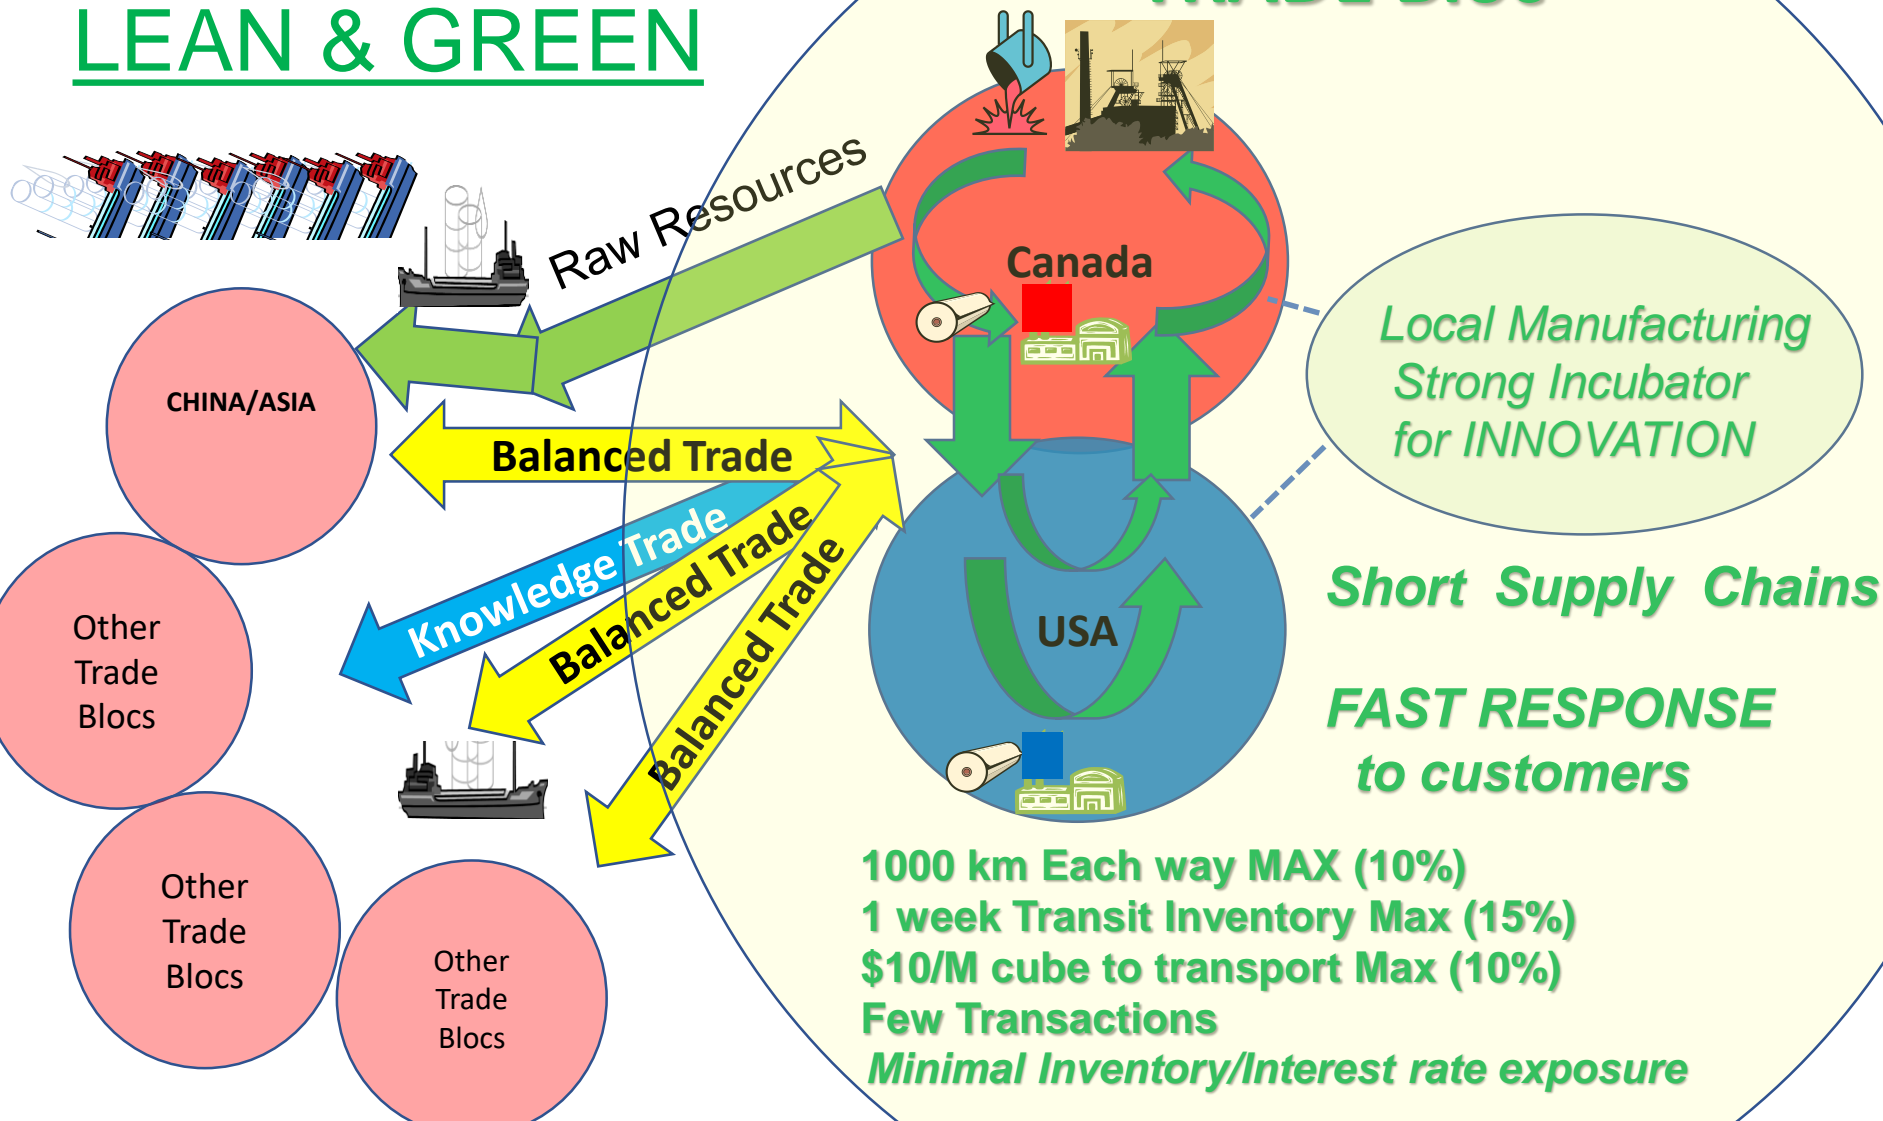 LEAN & GREEN
TRADE Bloc
Raw Resources
Canada
CHINA/ASIA
Local Manufacturing
Strong Incubator
for INNOVATION
Balanced Trade
Knowledge Trade
Balanced Trade
Balanced Trade
Other
Trade
Blocs
USA
Short Supply Chains
FAST RESPONSE
to customers
Other
Trade
Blocs
Other
Trade
Blocs
1000 km Each way MAX (10%)
1 week Transit Inventory Max (15%)
$10/M cube to transport Max (10%)
Few Transactions
Minimal Inventory/Interest rate exposure